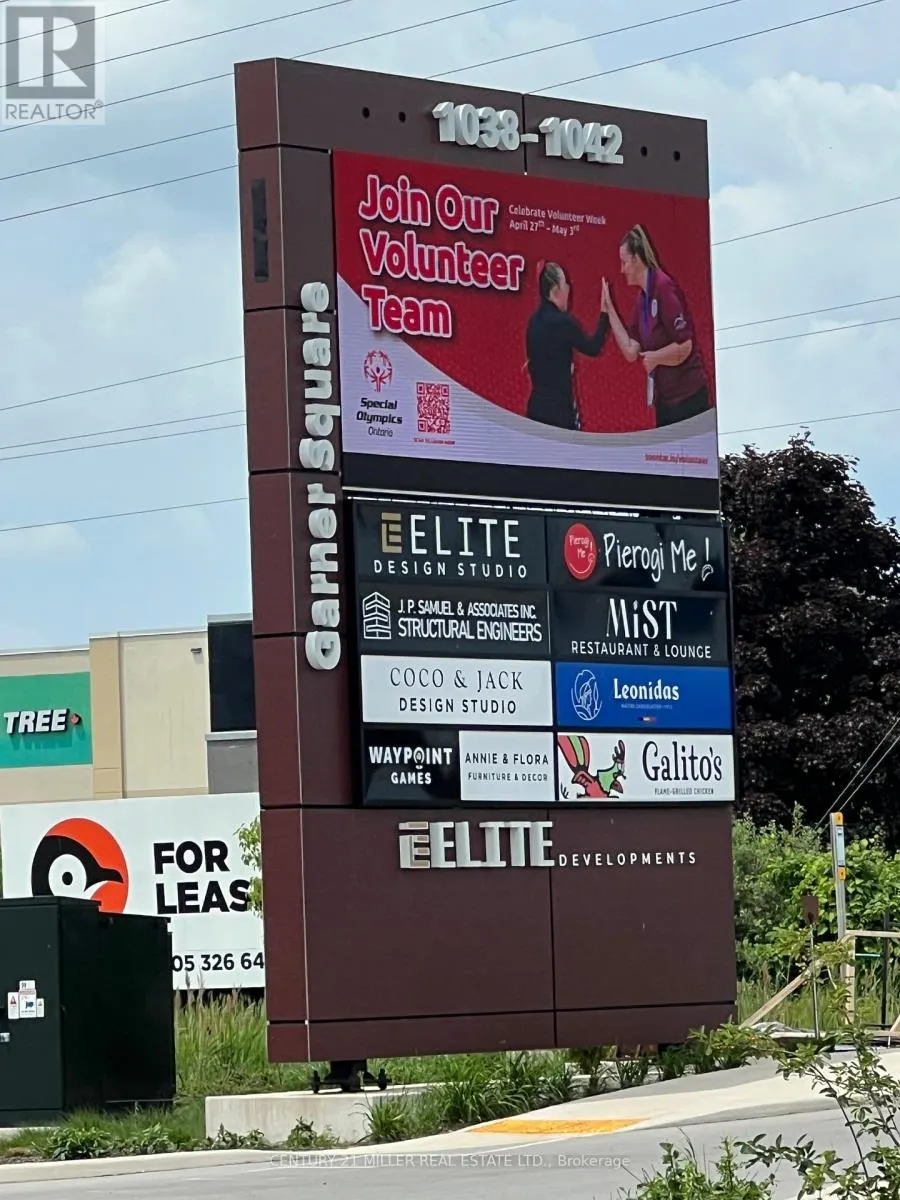 REALTOR®
1038-1042
Join Our
Volunteer
Team
Celebrate Volunteer Week
April 27th - May 3rd
Special
Olympics
Ontario
Garner Square
ELITE
DESIGN STUDIO
Pierogi
Me!
Pierogi Me!
J.P. SAMUEL & ASSOCIATES INC.
STRUCTURAL ENGINEERS
MiST
RESTAURANT & LOUNGE
COCO & JACK
DESIGN STUDIO
Leonidas
WAYPOINT
GAMES
ANNIE & FLORA
FURNITURE & DECOR
Galito's
FLAME-GRILLED CHICKEN
ELITE DEVELOPMENTS
TREE
FOR
LEAS
05 326 64
CENTURY 21 MILLER REAL ESTATE LTD., Brokerage